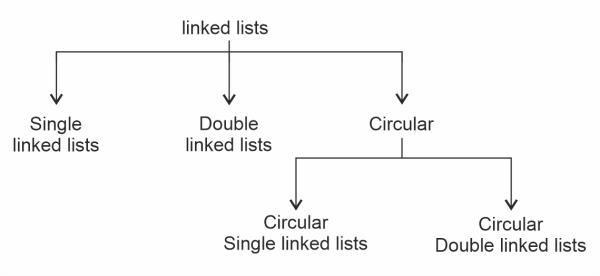 linked lists
Single
linked lists
Double
linked lists
Circular
Circular
Single linked lists
Circular
Double linked lists